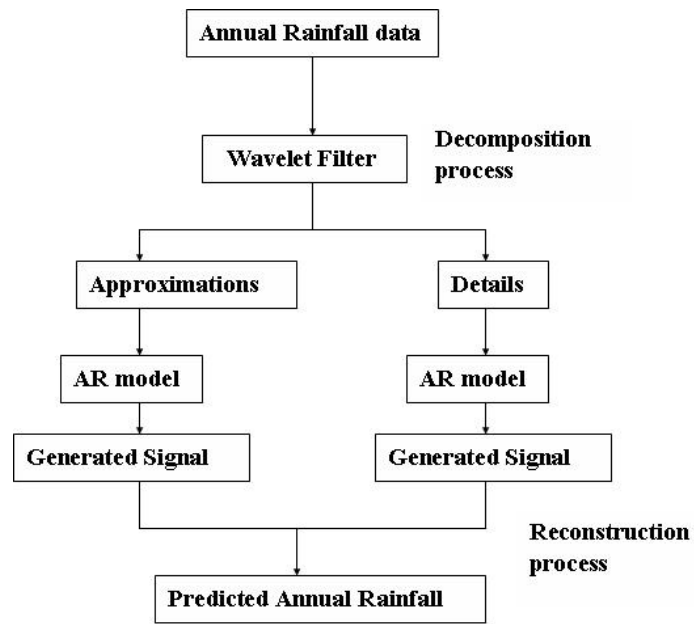 Annual Rainfall data
Wavelet Filter
Decomposition
process
Approximations
Details
AR model
AR model
Generated Signal
Generated Signal
Reconstruction
process
Predicted Annual Rainfall